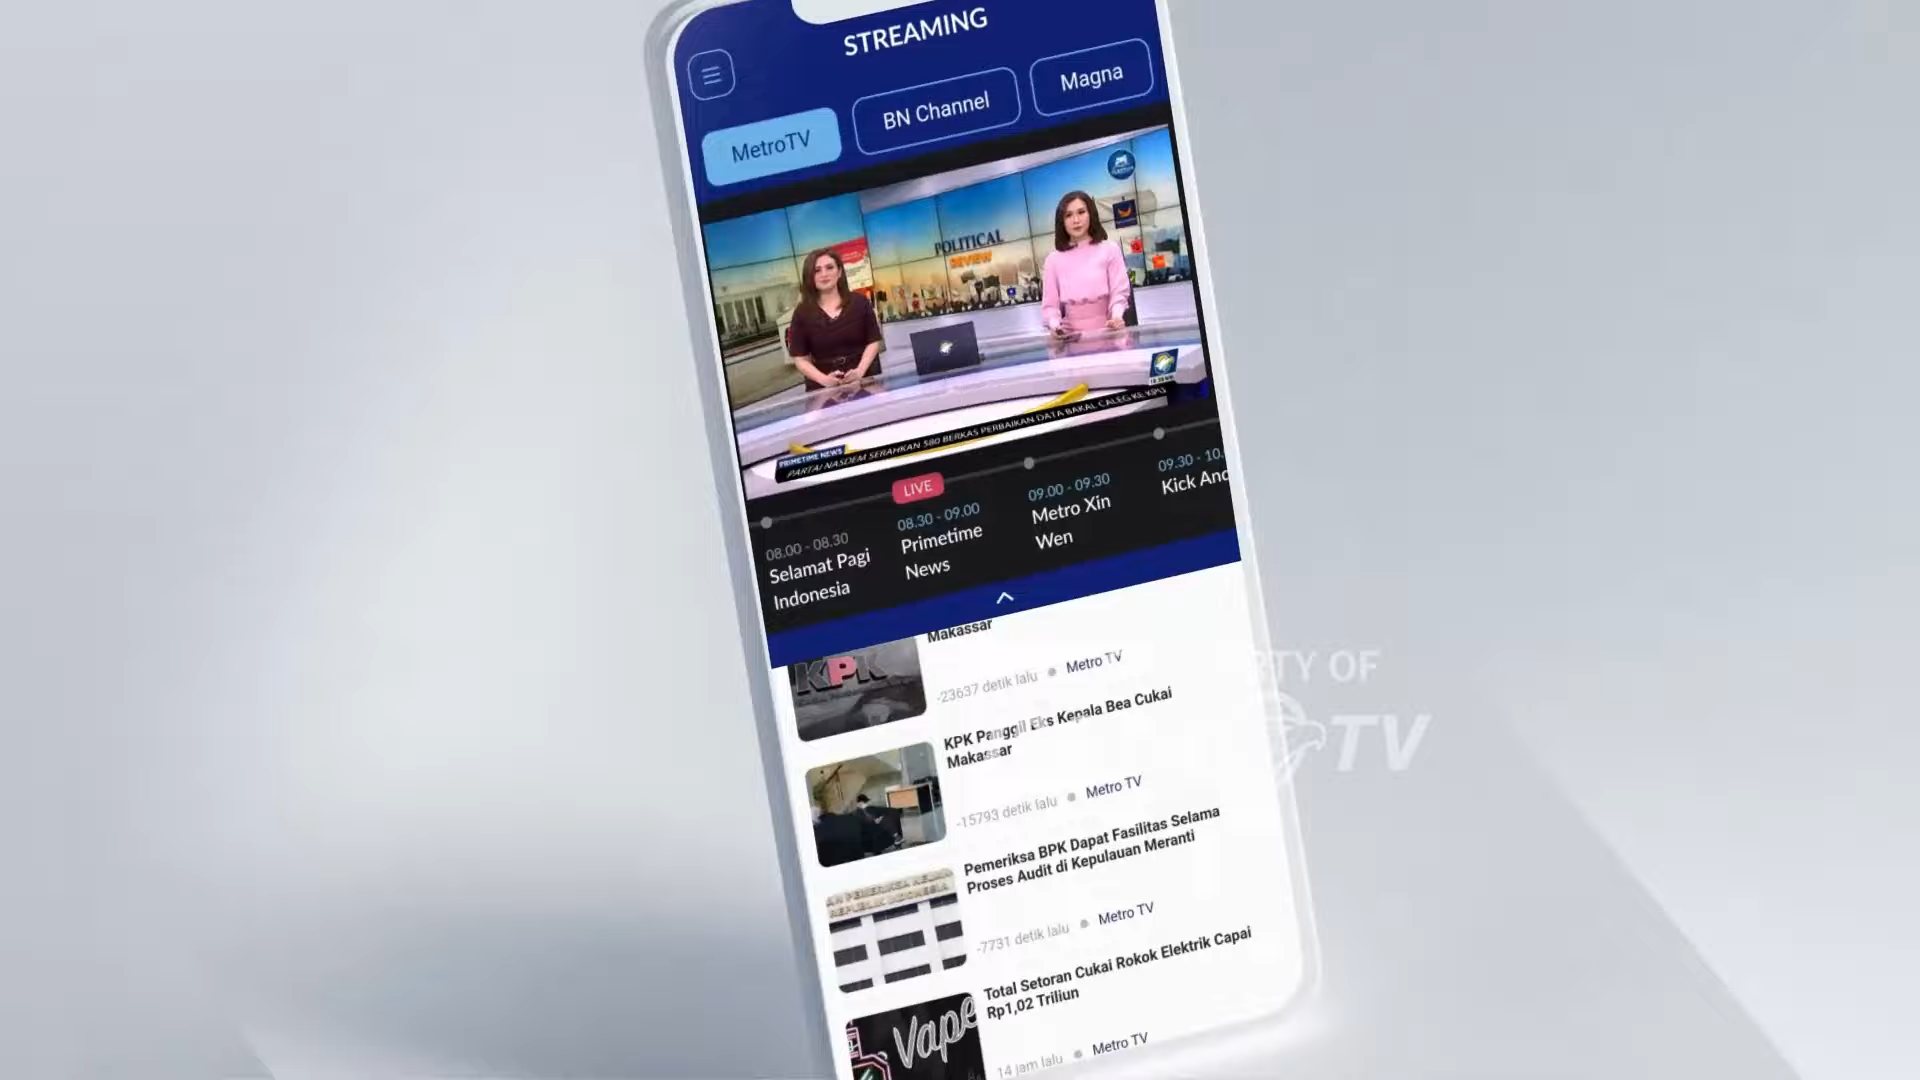 STREAMING
MetroTV
BN Channel
Magna
POLITICAL
REVIEW
PRIMETIME NEWS
PARTAI NASDEM SERAHKAN 580 BERKAS PERBAIKAN DATA BAKAL CALEG KE KPU
LIVE
08.00 - 08.30
Selamat Pagi
Indonesia
08.30 - 09.00
Primetime
News
09.00 - 09.30
Metro Xin
Wen
09.30 - 10.
Kick And
Makassar
KPK
-23637 detik lalu
Metro TV
KPK Panggil Eks Kepala Bea Cukai
Makassar
-15793 detik lalu
Metro TV
Pemeriksa BPK Dapat Fasilitas Selama
Proses Audit di Kepulauan Meranti
REPUBLIK INDONESIA
-7731 detik lalu
Metro TV
Total Setoran Cukai Rokok Elektrik Capai
Rp1,02 Triliun
Vape
14 jam lalu
Metro TV
RTY OF
TV